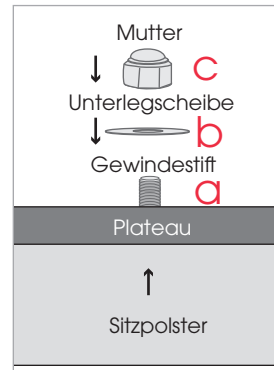 Mutter
c
Unterlegscheibe
b
Gewindestift
a
Plateau
Sitzpolster